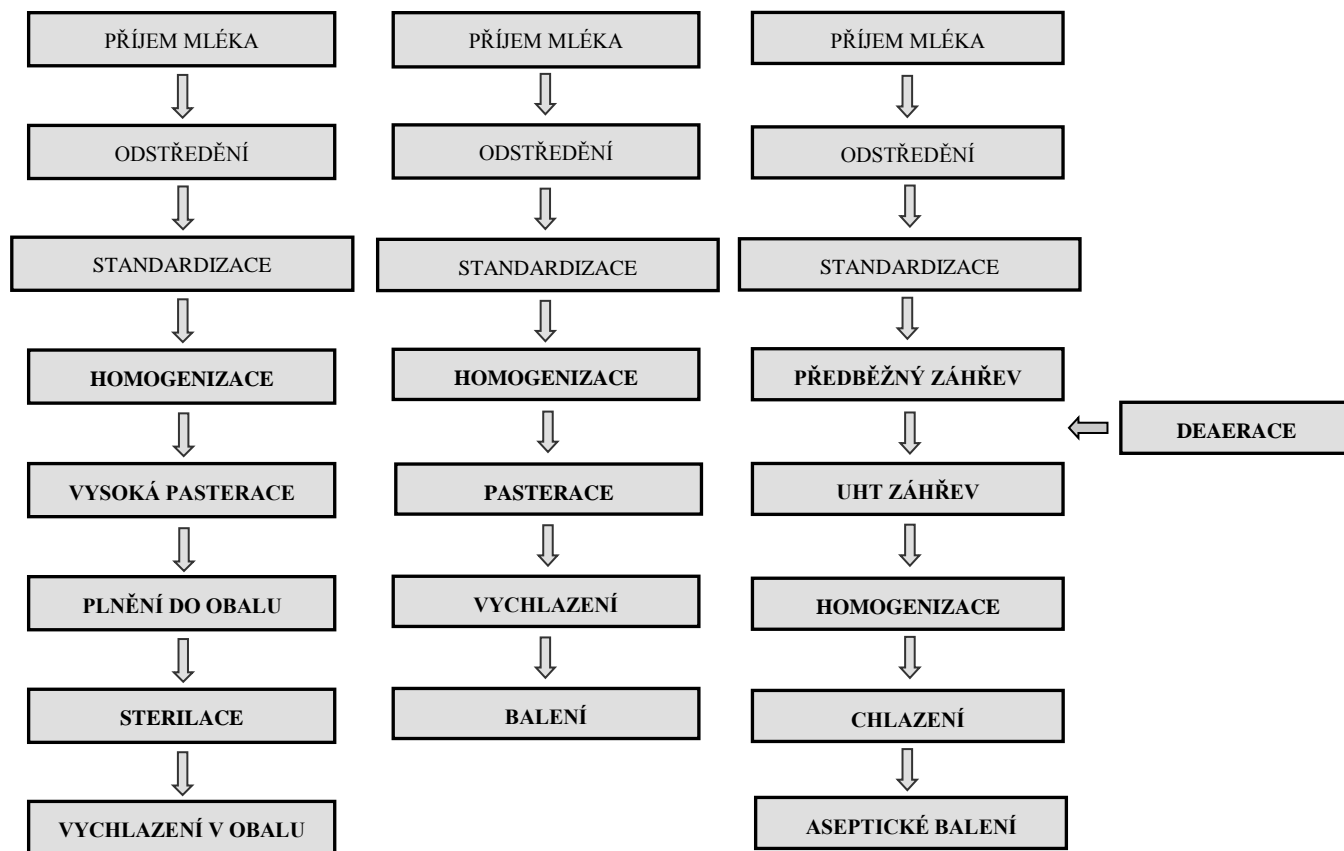 PŘÍJEM MLÉKA
ODSTŘEDĚNÍ
STANDARDIZACE
HOMOGENIZACE
VYSOKÁ PASTERACE
PLNĚNÍ DO OBALU
STERILACE
VYCHLAZENÍ V OBALU
PŘÍJEM MLÉKA
ODSTŘEDĚNÍ
STANDARDIZACE
HOMOGENIZACE
PASTERACE
VYCHLAZENÍ
BALENÍ
PŘÍJEM MLÉKA
ODSTŘEDĚNÍ
STANDARDIZACE
PŘEDBĚŽNÝ ZÁHŘEV
DEAERACE
UHT ZÁHŘEV
HOMOGENIZACE
CHLAZENÍ
ASEPTICKÉ BALENÍ